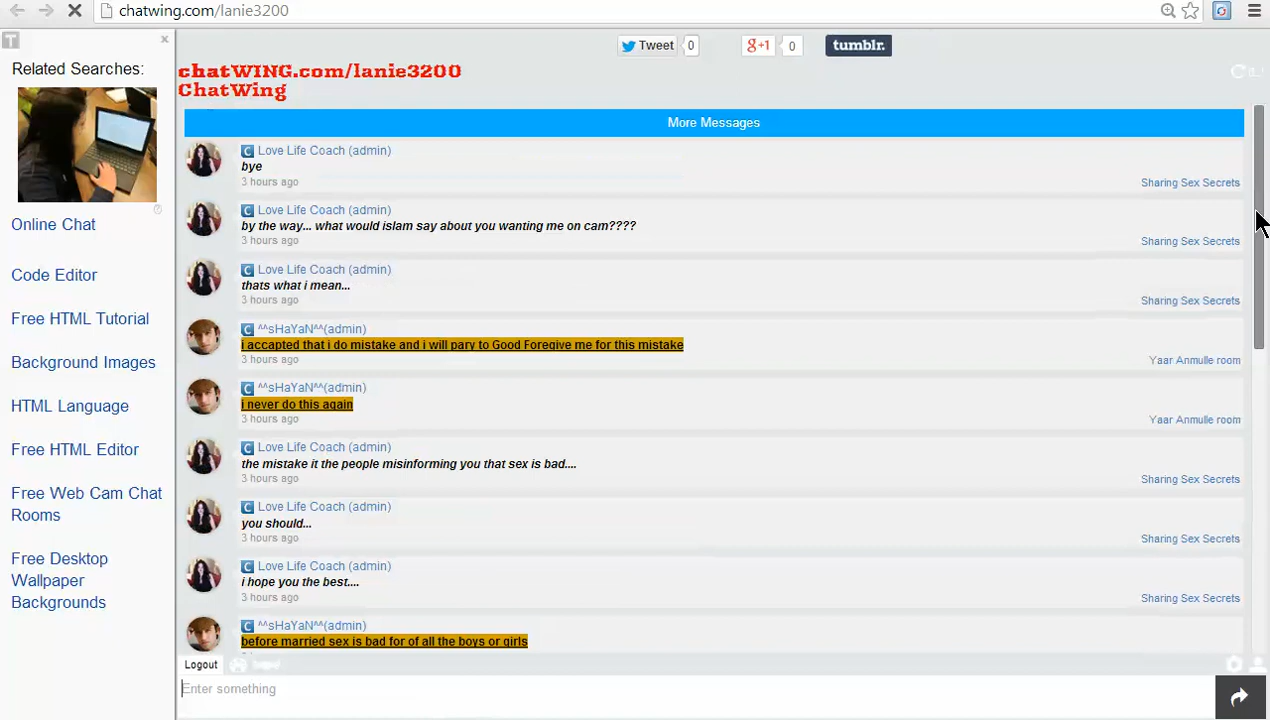 chatwing.com/lanie3200
Tweet 0
g+1 0
tumblr.
Related Searches:
Online Chat
Code Editor
Free HTML Tutorial
Background Images
HTML Language
Free HTML Editor
Free Web Cam Chat
Rooms
Free Desktop
Wallpaper
Backgrounds
chatWING.com/lanie3200
ChatWing
More Messages
Love Life Coach (admin)
bye
3 hours ago
Sharing Sex Secrets
Love Life Coach (admin)
by the way... what would islam say about you wanting me on cam????
3 hours ago
Sharing Sex Secrets
Love Life Coach (admin)
thats what i mean...
3 hours ago
Sharing Sex Secrets
^^sHaYaN^^(admin)
i accapted that i do mistake and i will pary to Good Foregive me for this mistake
3 hours ago
Yaar Anmulle room
^^sHaYaN^^(admin)
i never do this again
3 hours ago
Yaar Anmulle room
Love Life Coach (admin)
the mistake it the people misinforming you that sex is bad....
3 hours ago
Sharing Sex Secrets
Love Life Coach (admin)
you should...
3 hours ago
Sharing Sex Secrets
Love Life Coach (admin)
i hope you the best....
3 hours ago
Sharing Sex Secrets
^^sHaYaN^^(admin)
before married sex is bad for of all the boys or girls
Logout
Enter something